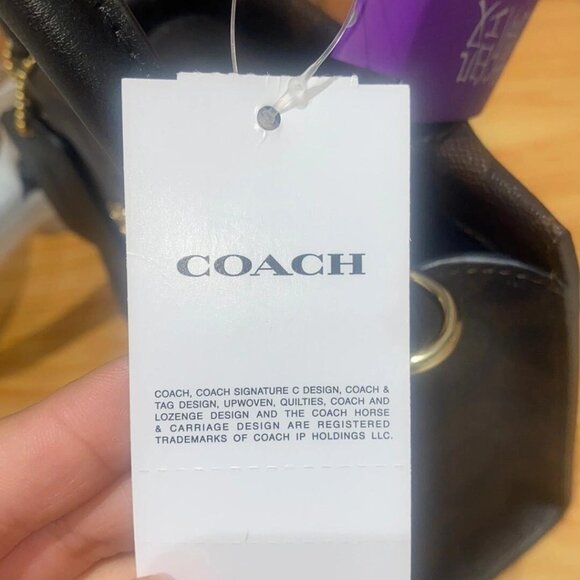 COACH
COACH, COACH SIGNATURE C DESIGN, COACH &
TAG DESIGN, UPWOVEN, QUILTIES, COACH AND
LOZENGE DESIGN AND THE COACH HORSE
& CARRIAGE DESIGN ARE REGISTERED
TRADEMARKS OF COACH IP HOLDINGS LLC.